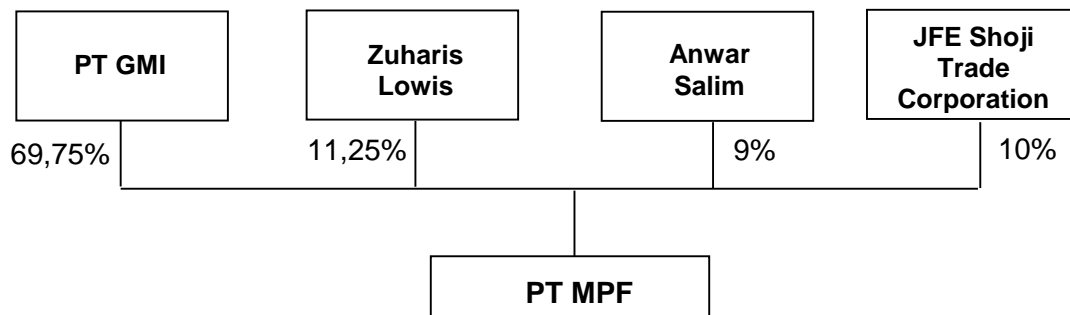 PT GMI
Zuharis
Lowis
Anwar
Salim
JFE Shoji
Trade
Corporation
69,75%
11,25%
9%
10%
PT MPF